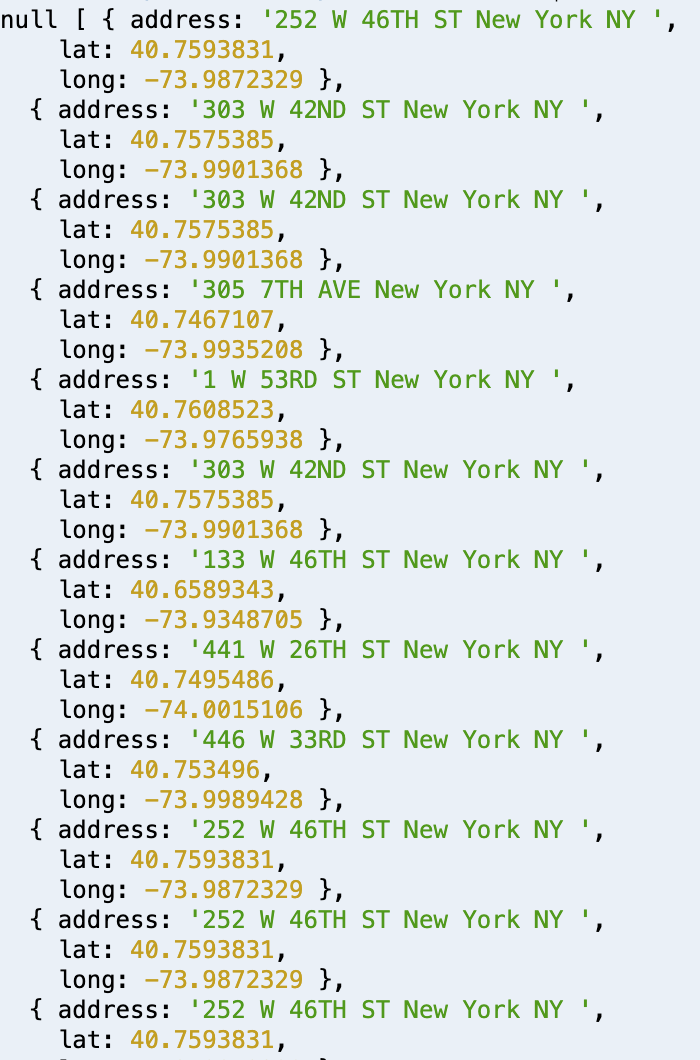 null [ { address: '252 W 46TH ST New York NY ',
lat: 40.7593831,
long: -73.9872329 },
{ address: '303 W 42ND ST New York NY ',
lat: 40.7575385,
long: -73.9901368 },
{ address: '303 W 42ND ST New York NY ',
lat: 40.7575385,
long: -73.9901368 },
{ address: '305 7TH AVE New York NY ',
lat: 40.7467107,
long: -73.9935208 },
{ address: '1 W 53RD ST New York NY ',
lat: 40.7608523,
long: -73.9765938 },
{ address: '303 W 42ND ST New York NY ',
lat: 40.7575385,
long: -73.9901368 },
{ address: '133 W 46TH ST New York NY ',
lat: 40.6589343,
long: -73.9348705 },
{ address: '441 W 26TH ST New York NY ',
lat: 40.7495486,
long: -74.0015106 },
{ address: '446 W 33RD ST New York NY ',
lat: 40.753496,
long: -73.9989428 },
{ address: '252 W 46TH ST New York NY ',
lat: 40.7593831,
long: -73.9872329 },
{ address: '252 W 46TH ST New York NY ',
lat: 40.7593831,
long: -73.9872329 },
{ address: '252 W 46TH ST New York NY ',
lat: 40.7593831,